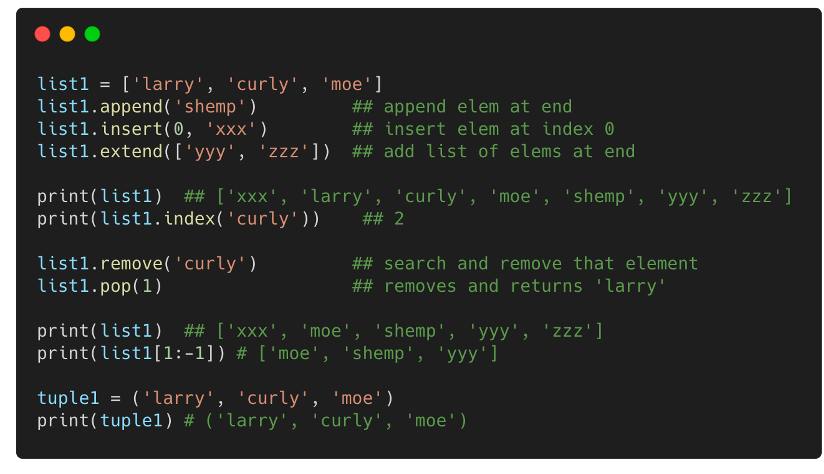 list1 = ['larry', 'curly', 'moe']
list1.append('shemp')         ## append elem at end
list1.insert(0, 'xxx')        ## insert elem at index 0
list1.extend(['yyy', 'zzz'])  ## add list of elems at end

print(list1)  ## ['xxx', 'larry', 'curly', 'moe', 'shemp', 'yyy', 'zzz']
print(list1.index('curly'))    ## 2

list1.remove('curly')         ## search and remove that element
list1.pop(1)                  ## removes and returns 'larry'

print(list1)  ## ['xxx', 'moe', 'shemp', 'yyy', 'zzz']
print(list1[1:-1]) # ['moe', 'shemp', 'yyy']

tuple1 = ('larry', 'curly', 'moe')
print(tuple1) # ('larry', 'curly', 'moe')